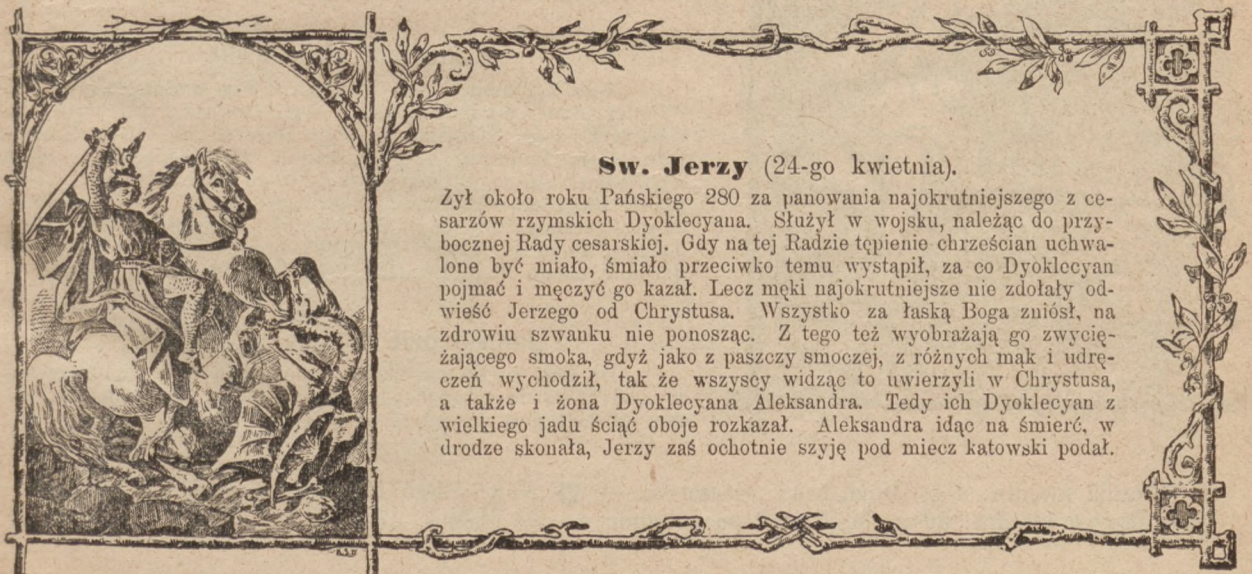 Sw. Jerzy (24-go kwietnia).
Zył około roku Pańskiego 280 za panowania najokrutniejszego z ce-
sarzów rzymskich Dyoklecyana. Służył w wojsku, należąc do przy-
bocznej Rady cesarskiej. Gdy na tej Radzie tępienie chrześcian uchwa-
lone być miało, śmiało przeciwko temu wystąpił, za co Dyoklecyan
pojmać i męczyć go kazał. Lecz męki najokrutniejsze nie zdołały od-
wieść Jerzego od Chrystusa. Wszystko za łaską Boga zniósł, na
zdrowiu szwanku nie ponosząc. Z tego też wyobrażają go zwycię-
żającego smoka, gdyż jako z paszczy smoczej, z różnych mąk i udrę-
czeń wychodził, tak że wszyscy widząc to uwierzyli w Chrystusa,
a także i żona Dyoklecyana Aleksandra. Tedy ich Dyoklecyan z
wielkiego jadu ściąć oboje rozkazał. Aleksandra idąc na śmierć, w
drodze skonała, Jerzy zaś ochotnie szyję pod miecz katowski podał.